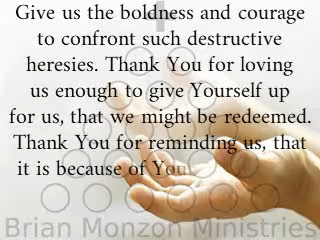 Give us the boldness and courage
to confront such destructive
heresies. Thank You for loving
us enough to give Yourself up
for us, that we might be redeemed.
Thank You for reminding us, that
it is because of You
Brian Monzon Ministries